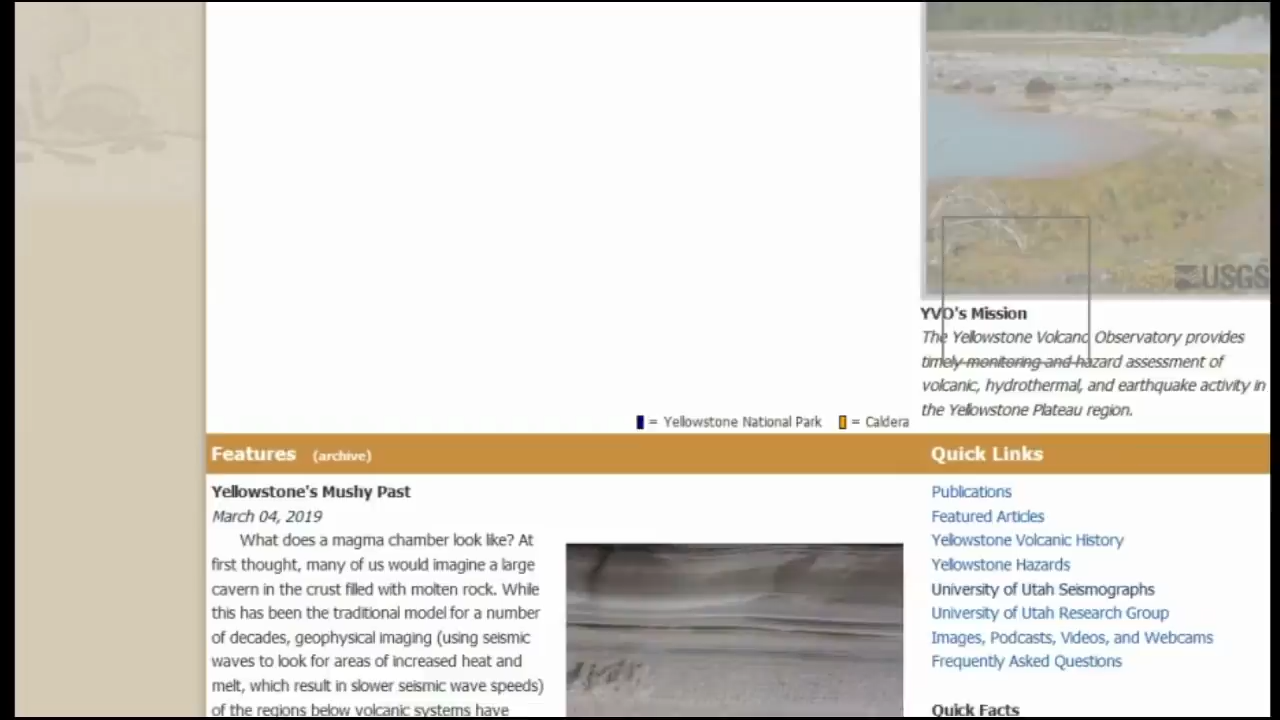 USGS
YVO's Mission
The Yellowstone Volcano Observatory provides
timely monitoring and hazard assessment of
volcanic, hydrothermal, and earthquake activity in
the Yellowstone Plateau region.
= Yellowstone National Park = Caldera
Features (archive)
Quick Links
Yellowstone's Mushy Past
March 04, 2019
What does a magma chamber look like? At
first thought, many of us would imagine a large
cavern in the crust filled with molten rock. While
this has been the traditional model for a number
of decades, geophysical imaging (using seismic
waves to look for areas of increased heat and
melt, which result in slower seismic wave speeds)
of the regions below volcanic systems have
Publications
Featured Articles
Yellowstone Volcanic History
Yellowstone Hazards
University of Utah Seismographs
University of Utah Research Group
Images, Podcasts, Videos, and Webcams
Frequently Asked Questions
Quick Facts